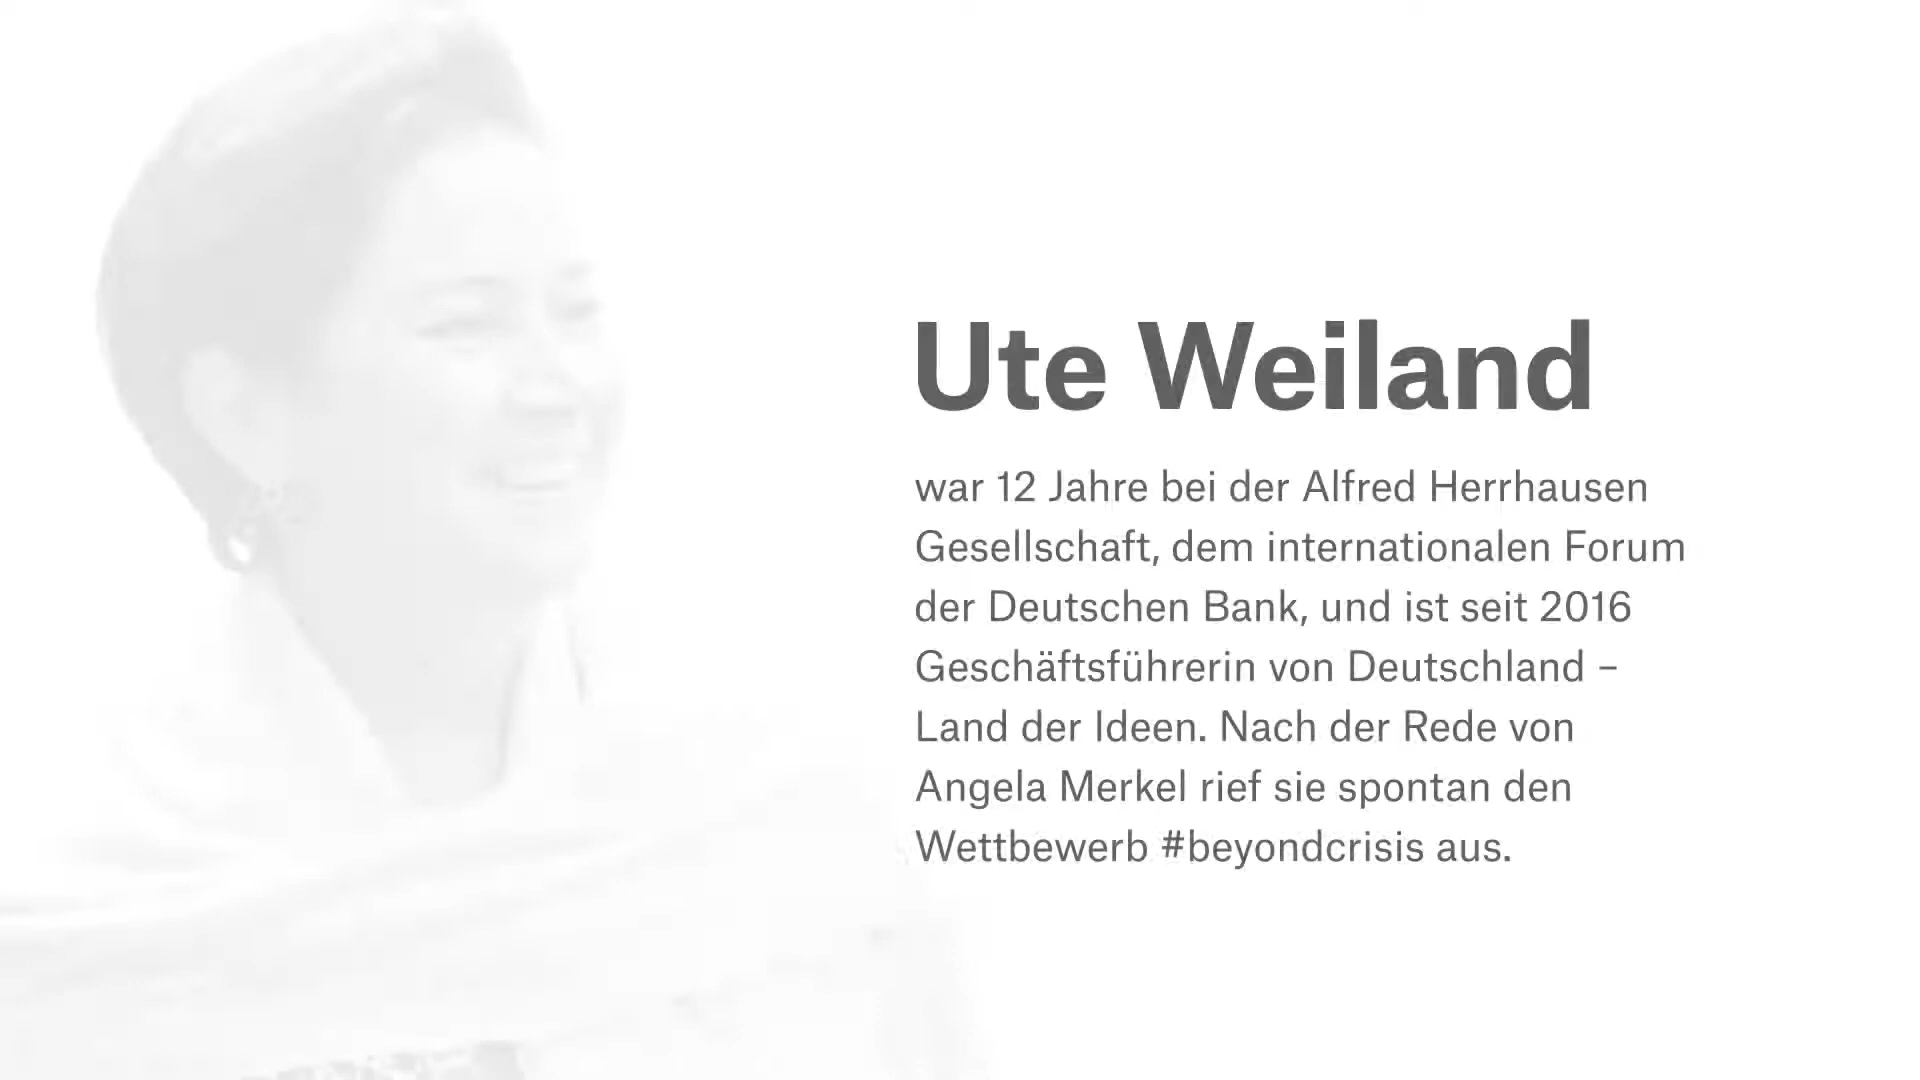 Ute Weiland
war 12 Jahre bei der Alfred Herrhausen
Gesellschaft, dem internationalen Forum
der Deutschen Bank, und ist seit 2016
Geschäftsführerin von Deutschland –
Land der Ideen. Nach der Rede von
Angela Merkel rief sie spontan den
Wettbewerb #beyondcrisis aus.